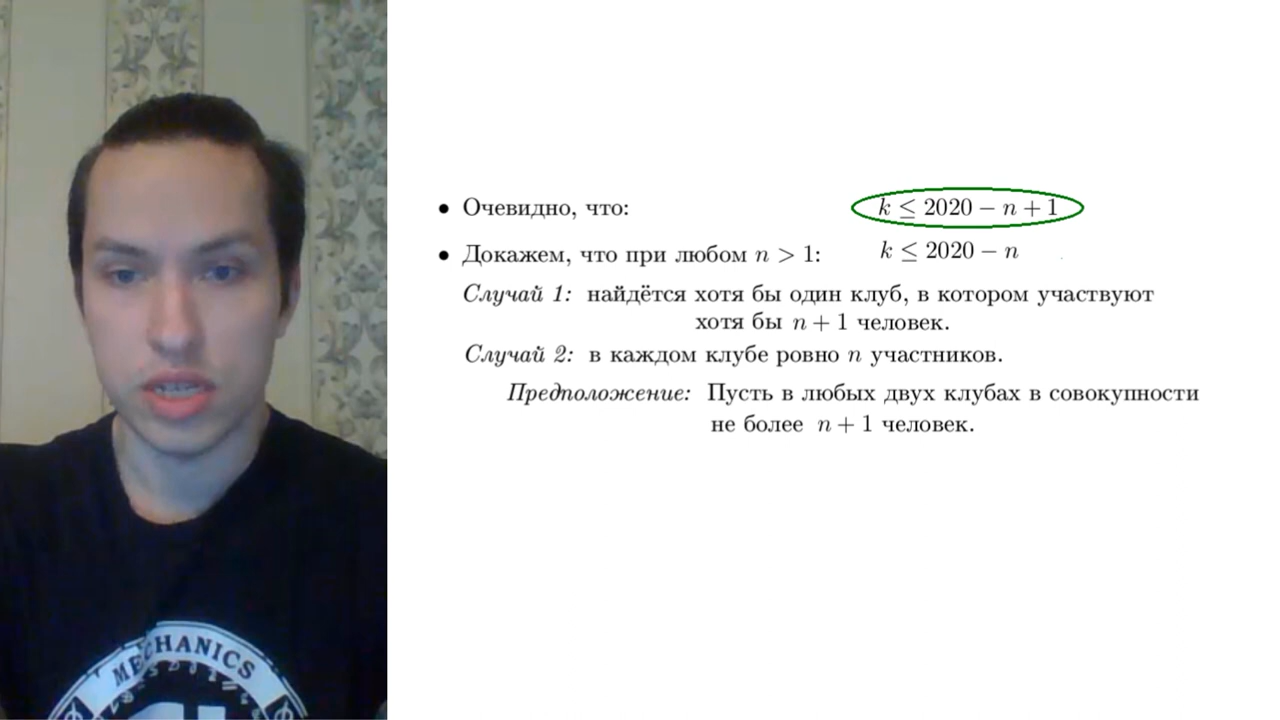 • Очевидно, что: k ≤ 2020 − n + 1
• Докажем, что при любом n > 1: k ≤ 2020 − n
Случай 1: найдётся хотя бы один клуб, в котором участвуют
хотя бы n + 1 человек.
Случай 2: в каждом клубе ровно n участников.
Предположение: Пусть в любых двух клубах в совокупности
не более n + 1 человек.
MECHANICS